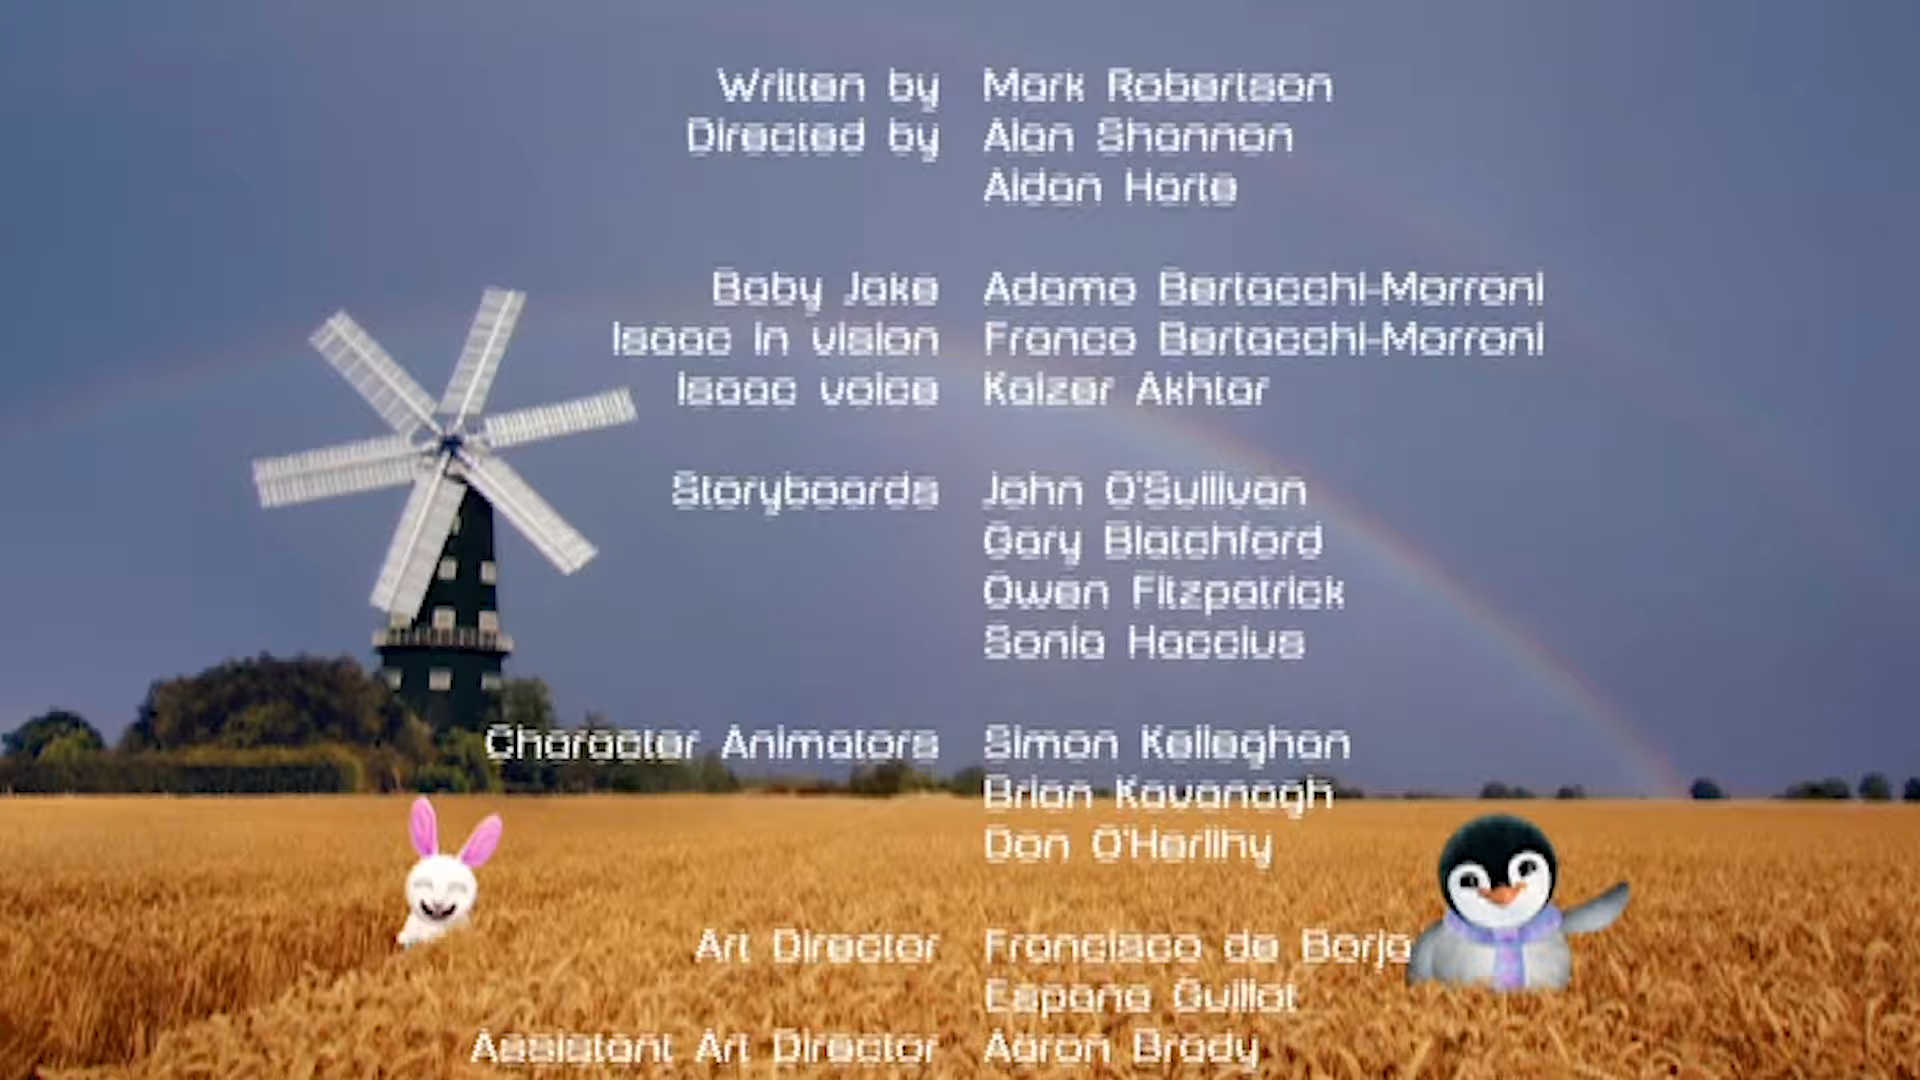 Written by Mark Robertson
Directed by Alan Shannon
Aidan Harte
Baby Jake Adamo Bertacchi-Morroni
Isaac in vision Franco Bertacchi-Morroni
Isaac voice Kaizer Akhtar
Storyboards John O'Sullivan
Gary Blatchford
Owen Fitzpatrick
Sonia Haccius
Character Animators Simon Kelleghan
Brian Kavanagh
Dan O'Herlihy
Art Director Francisco de Borja
Espana Guillot
Assistant Art Director Aaron Brady